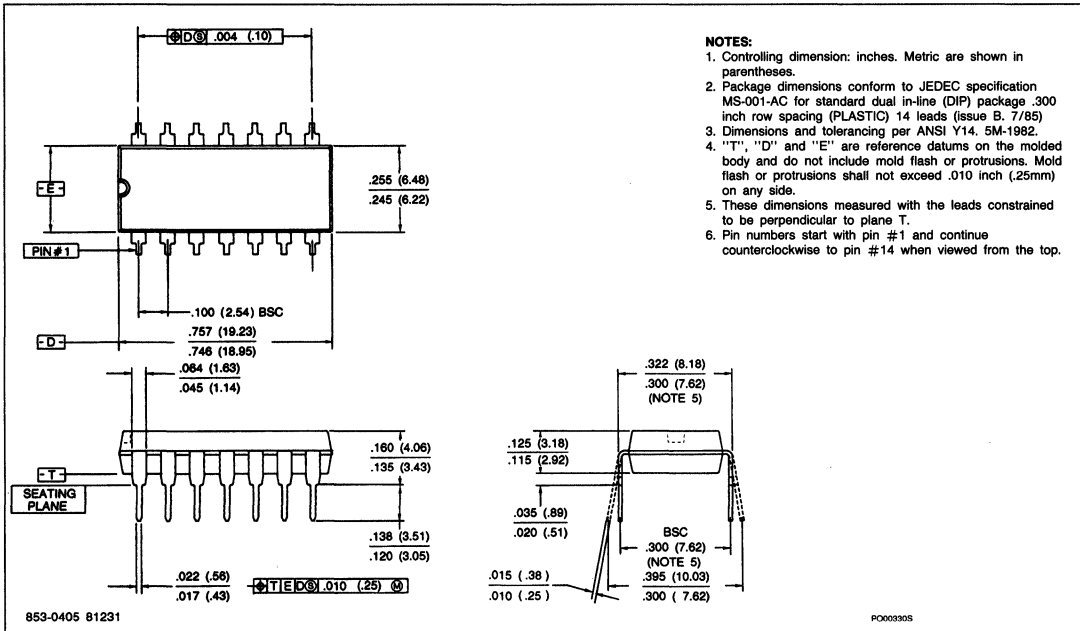 ⌖ D Ⓢ .004 (.10)
- E -
.255 (6.48)
.245 (6.22)
PIN # 1
.100 (2.54) BSC
- D -
.757 (19.23)
.746 (18.95)
.064 (1.63)
.045 (1.14)
.160 (4.06)
.135 (3.43)
- T -
SEATING
PLANE
.138 (3.51)
.120 (3.05)
.022 (.56)
.017 (.43)
⌖ T E D Ⓢ .010 (.25) Ⓜ
853-0405 81231
NOTES:
1. Controlling dimension: inches. Metric are shown in
parentheses.
2. Package dimensions conform to JEDEC specification
MS-001-AC for standard dual in-line (DIP) package .300
inch row spacing (PLASTIC) 14 leads (issue B. 7/85)
3. Dimensions and tolerancing per ANSI Y14. 5M-1982.
4. "T", "D" and "E" are reference datums on the molded
body and do not include mold flash or protrusions. Mold
flash or protrusions shall not exceed .010 inch (.25mm)
on any side.
5. These dimensions measured with the leads constrained
to be perpendicular to plane T.
6. Pin numbers start with pin #1 and continue
counterclockwise to pin #14 when viewed from the top.
.322 (8.18)
.300 (7.62)
(NOTE 5)
.125 (3.18)
.115 (2.92)
.035 (.89)
.020 (.51)
BSC
.300 (7.62)
(NOTE 5)
.395 (10.03)
.300 ( 7.62)
.015 (.38 )
.010 (.25 )
PO00330S